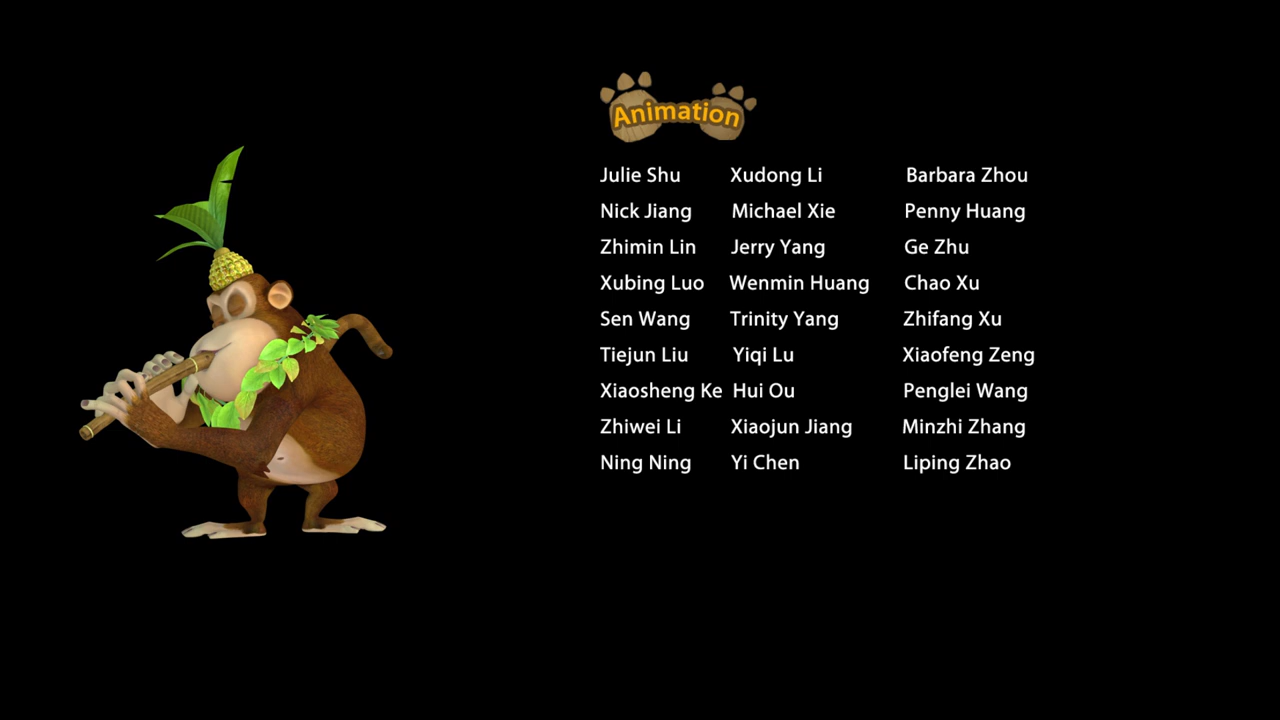 Animation
Julie Shu Xudong Li Barbara Zhou
Nick Jiang Michael Xie Penny Huang
Zhimin Lin Jerry Yang Ge Zhu
Xubing Luo Wenmin Huang Chao Xu
Sen Wang Trinity Yang Zhifang Xu
Tiejun Liu Yiqi Lu Xiaofeng Zeng
Xiaosheng Ke Hui Ou Penglei Wang
Zhiwei Li Xiaojun Jiang Minzhi Zhang
Ning Ning Yi Chen Liping Zhao